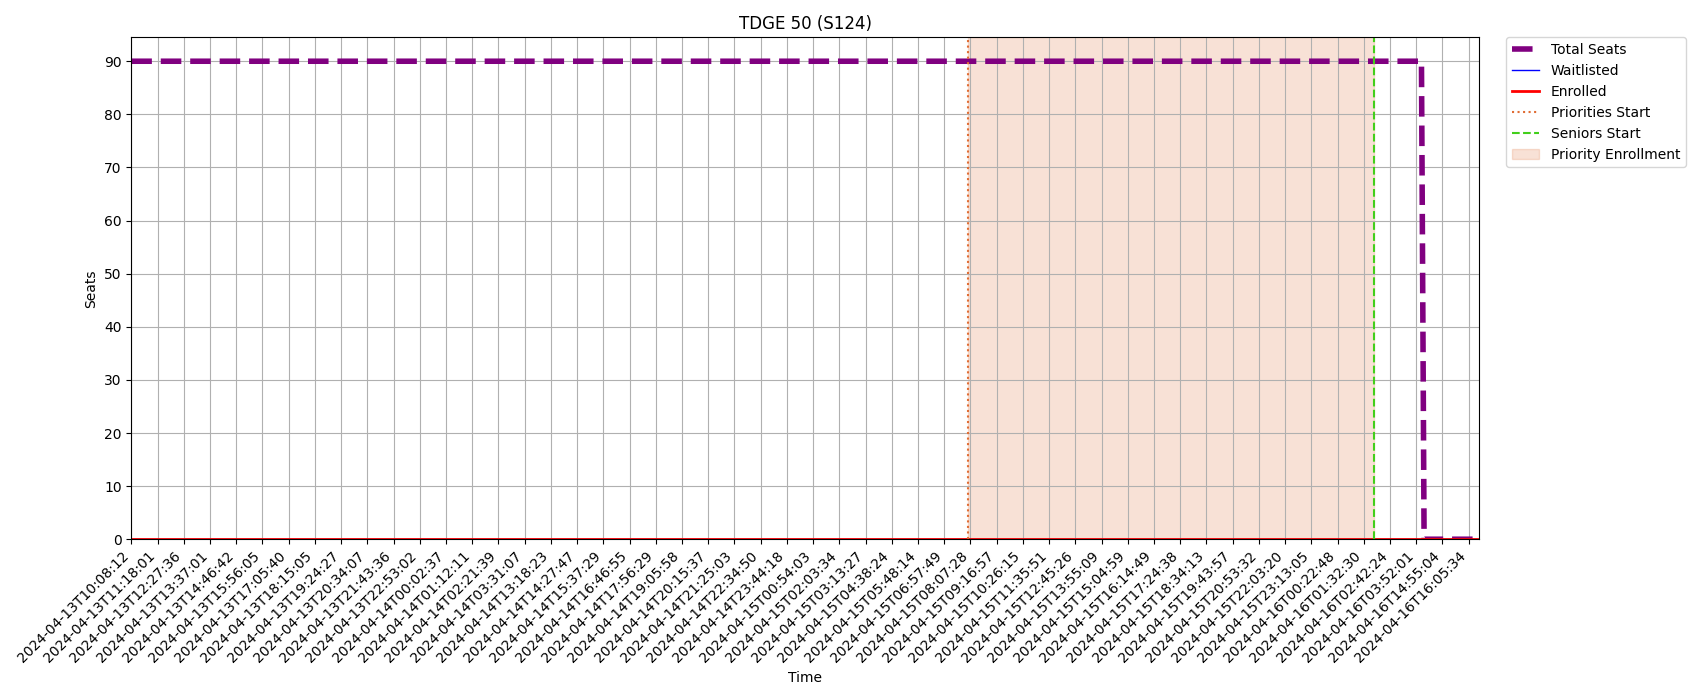 TDGE 50 (S124)
Total Seats
Waitlisted
Enrolled
Priorities Start
Seniors Start
Priority Enrollment
Seats
90
80
70
60
50
40
30
20
10
0
2024-04-13T10:08:12
2024-04-13T11:18:01
2024-04-13T12:27:36
2024-04-13T13:37:01
2024-04-13T14:46:42
2024-04-13T15:56:05
2024-04-13T17:05:40
2024-04-13T18:15:05
2024-04-13T19:24:27
2024-04-13T20:34:07
2024-04-13T21:43:36
2024-04-13T22:53:02
2024-04-14T00:02:37
2024-04-14T01:12:11
2024-04-14T02:21:39
2024-04-14T03:31:07
2024-04-14T13:18:23
2024-04-14T14:27:47
2024-04-14T15:37:29
2024-04-14T16:46:55
2024-04-14T17:56:29
2024-04-14T19:05:58
2024-04-14T20:15:37
2024-04-14T21:25:03
2024-04-14T22:34:50
2024-04-14T23:44:18
2024-04-15T00:54:03
2024-04-15T02:03:34
2024-04-15T03:13:27
2024-04-15T04:38:24
2024-04-15T05:48:14
2024-04-15T06:57:49
2024-04-15T08:07:28
2024-04-15T09:16:57
2024-04-15T10:26:15
2024-04-15T11:35:51
2024-04-15T12:45:26
2024-04-15T13:55:09
2024-04-15T15:04:59
2024-04-15T16:14:49
2024-04-15T17:24:38
2024-04-15T18:34:13
2024-04-15T19:43:57
2024-04-15T20:53:32
2024-04-15T22:03:20
2024-04-15T23:13:05
2024-04-16T00:22:48
2024-04-16T01:32:30
2024-04-16T02:42:24
2024-04-16T03:52:01
2024-04-16T14:55:04
2024-04-16T16:05:34
Time